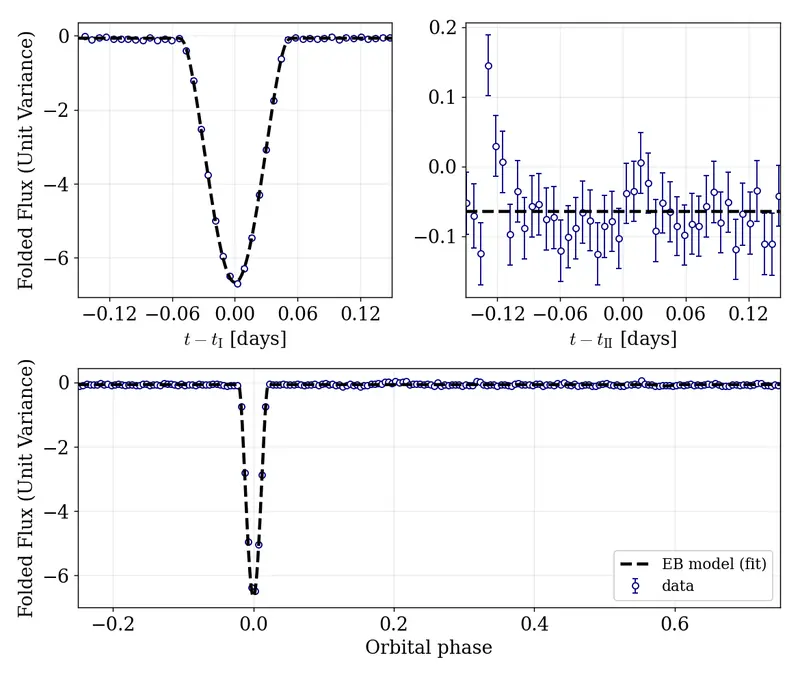 Folded Flux (Unit Variance)
0
−2
−4
−6
−0.12 −0.06 0.00 0.06 0.12
t − t_I [days]
0.2
0.1
0.0
−0.1
−0.12 −0.06 0.00 0.06 0.12
t − t_II [days]
Folded Flux (Unit Variance)
0
−2
−4
−6
−0.2 0.0 0.2 0.4 0.6
Orbital phase
EB model (fit)
data